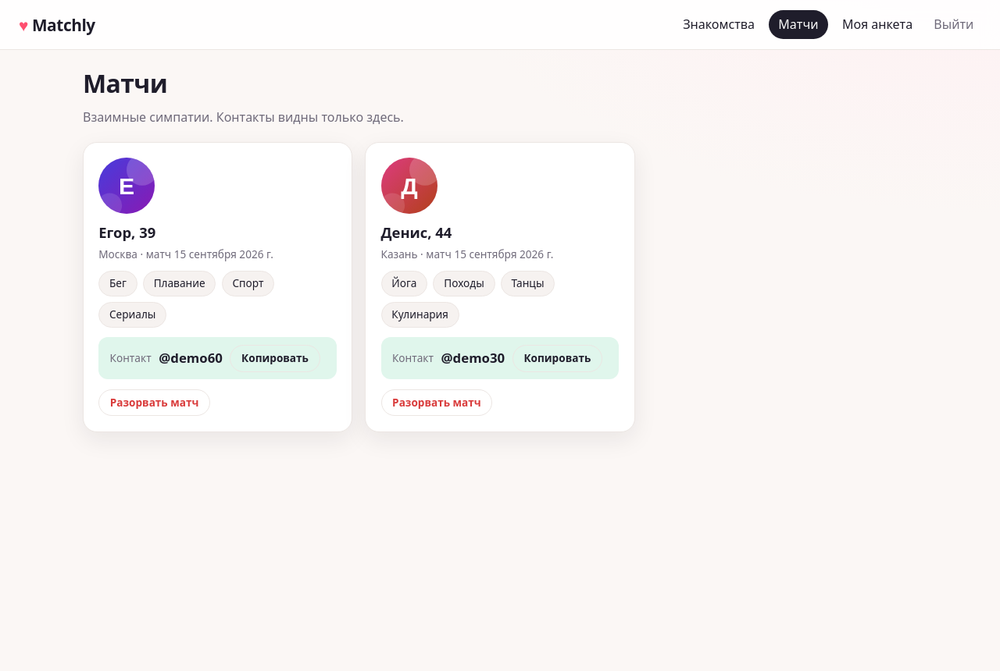 ♥ Matchly
Знакомства Матчи Моя анкета Выйти
Матчи
Взаимные симпатии. Контакты видны только здесь.
Е
Егор, 39
Москва · матч 15 сентября 2026 г.
Бег Плавание Спорт
Сериалы
Контакт @demo60 Копировать
Разорвать матч
Д
Денис, 44
Казань · матч 15 сентября 2026 г.
Йога Походы Танцы
Кулинария
Контакт @demo30 Копировать
Разорвать матч